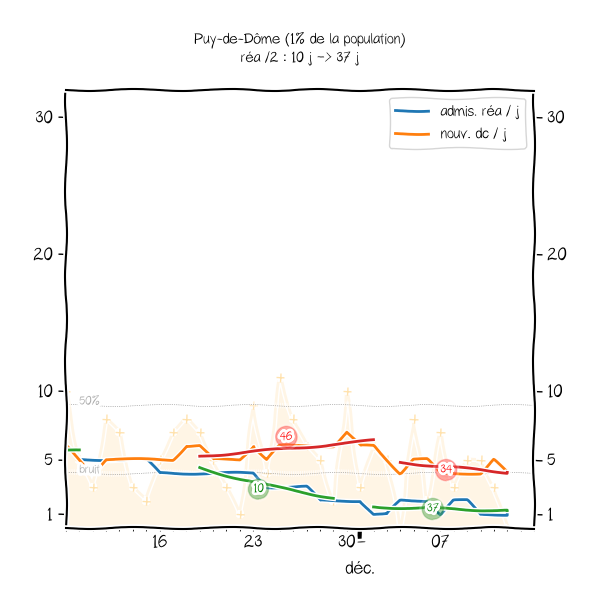 Puy-de-Dôme (1% de la population)
réa /2 : 10 j -> 37 j
admis. réa / j
nouv. dc / j
30 30
20 20
10 10
50%
46
5 5
bruit
34
10
37
1 1
16 23 30 07
déc.